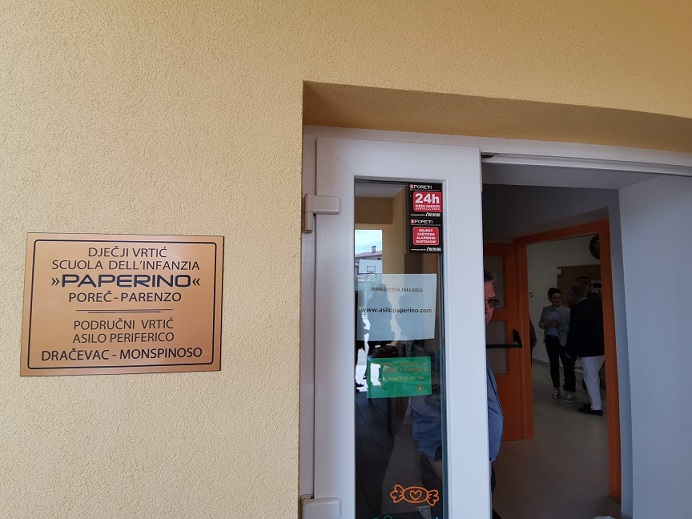 DJEČJI VRTIĆ
SCUOLA DELL'INFANZIA
»PAPERINO«
POREČ - PARENZO
PODRUČNI VRTIĆ
ASILO PERIFERICO
DRAČEVAC - MONSPINOSO
24h
www.asilopaperino.com